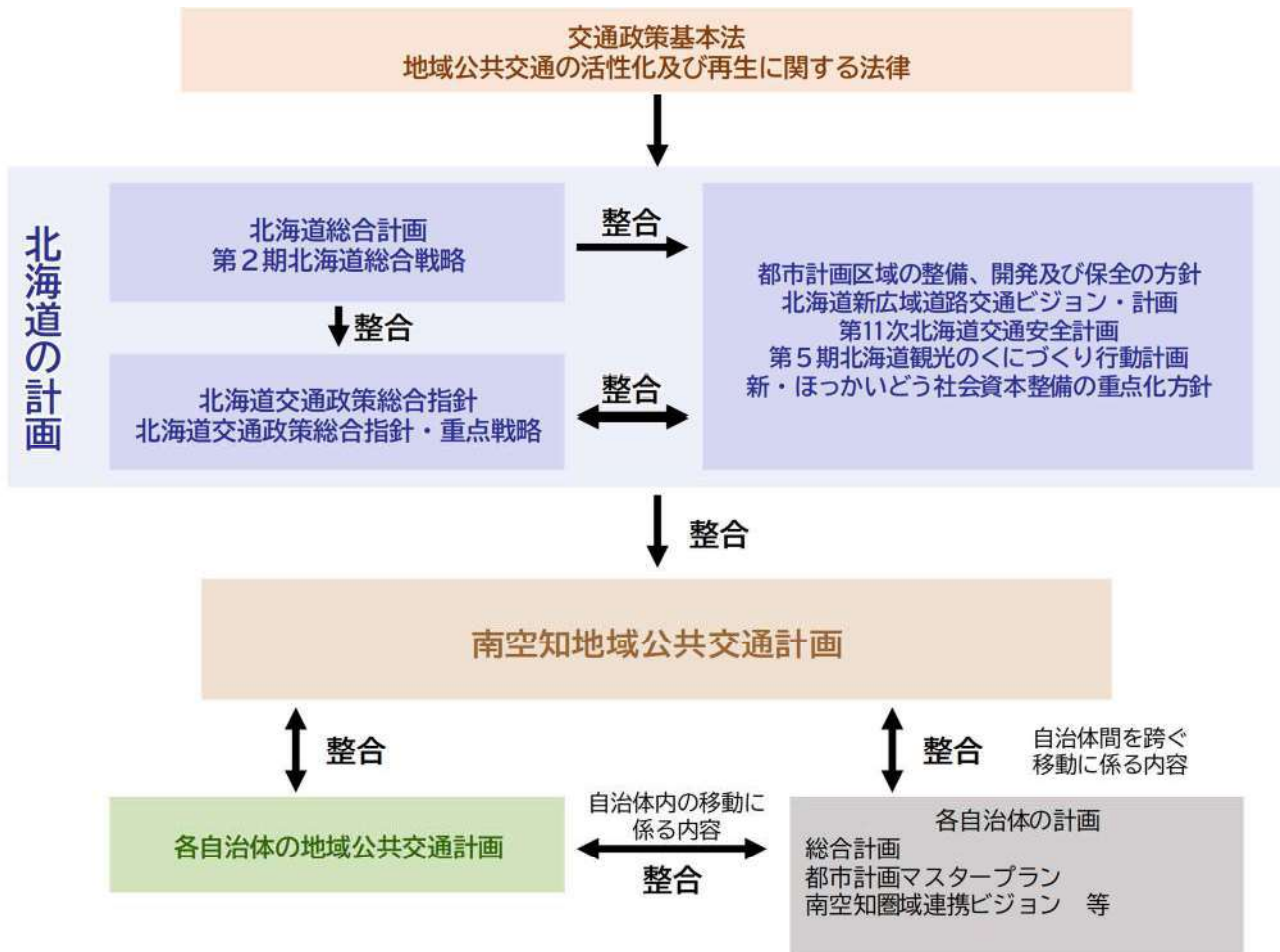 交通政策基本法
地域公共交通の活性化及び再生に関する法律
北海道の計画
北海道総合計画
第２期北海道総合戦略
整合
都市計画区域の整備、開発及び保全の方針
北海道新広域道路交通ビジョン・計画
第11次北海道交通安全計画
第５期北海道観光のくにづくり行動計画
新・ほっかいどう社会資本整備の重点化方針
整合
北海道交通政策総合指針
北海道交通政策総合指針・重点戦略
整合
整合
南空知地域公共交通計画
整合
整合
自治体間を跨ぐ
移動に係る内容
各自治体の地域公共交通計画
自治体内の移動に
係る内容
整合
各自治体の計画
総合計画
都市計画マスタープラン
南空知圏域連携ビジョン　等